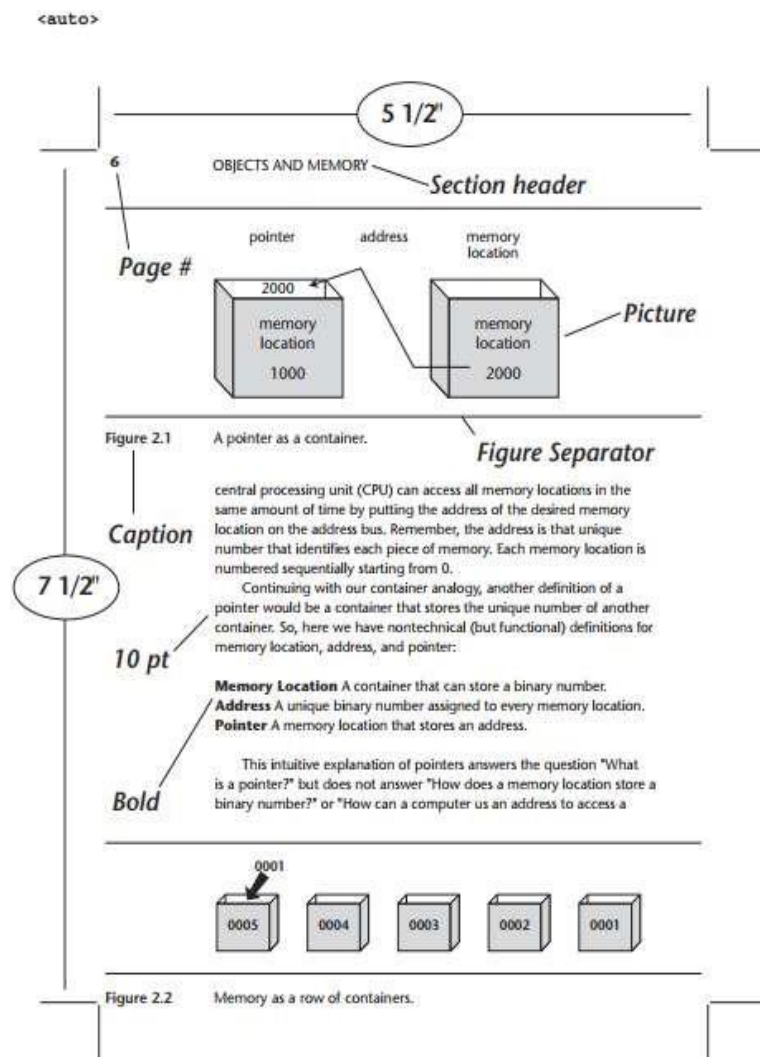 <auto>
5 1/2"
6 OBJECTS AND MEMORY
Section header
pointer address memory
location
Page #
2000
memory
location
1000
memory
location
2000
Picture
Figure 2.1 A pointer as a container.
Figure Separator
central processing unit (CPU) can access all memory locations in the
same amount of time by putting the address of the desired memory
location on the address bus. Remember, the address is that unique
number that identifies each piece of memory. Each memory location is
numbered sequentially starting from 0.
Caption
7 1/2"
Continuing with our container analogy, another definition of a
pointer would be a container that stores the unique number of another
container. So, here we have nontechnical (but functional) definitions for
memory location, address, and pointer:
10 pt
Memory Location A container that can store a binary number.
Address A unique binary number assigned to every memory location.
Pointer A memory location that stores an address.
This intuitive explanation of pointers answers the question "What
is a pointer?" but does not answer "How does a memory location store a
binary number?" or "How can a computer us an address to access a
Bold
0001
0005 0004 0003 0002 0001
Figure 2.2 Memory as a row of containers.